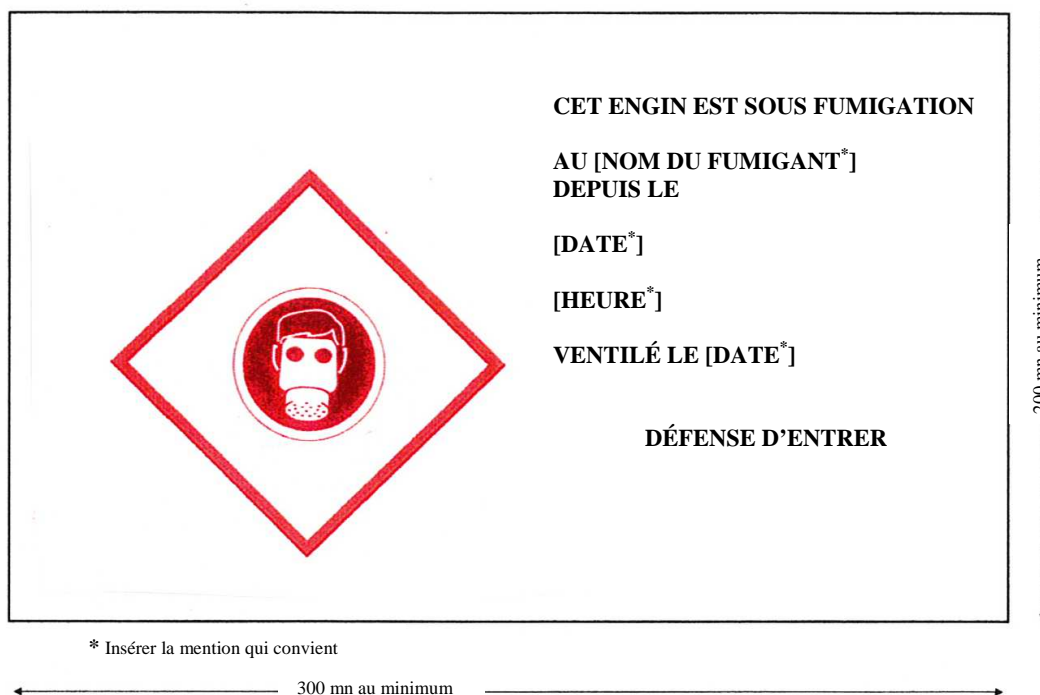 CET ENGIN EST SOUS FUMIGATION
AU [NOM DU FUMIGANT*]
DEPUIS LE
[DATE*]
[HEURE*]
VENTILÉ LE [DATE*]
DÉFENSE D'ENTRER
200 mn au minimum
* Insérer la mention qui convient
300 mn au minimum